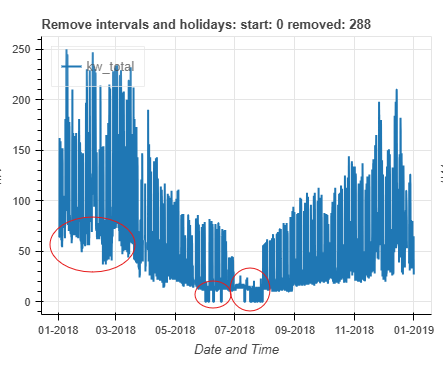 Remove intervals and holidays: start: 0 removed: 288
kw_total
250
200
150
100
50
0
01-2018 03-2018 05-2018 07-2018 09-2018 11-2018 01-2019
Date and Time